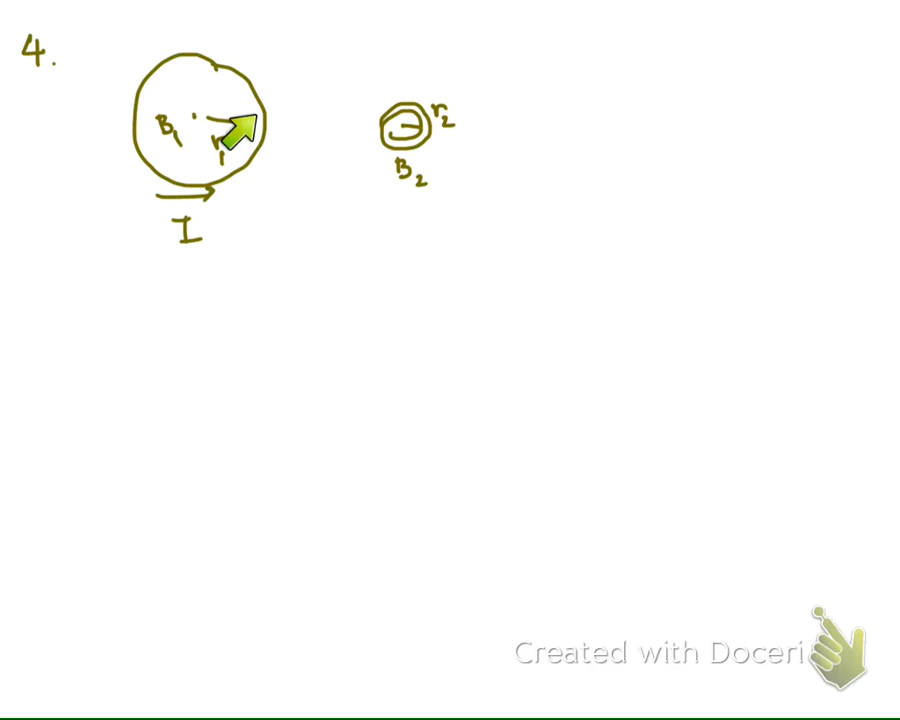 4.
B₁
r₁
I
r₂
B₂
Created with Doceri